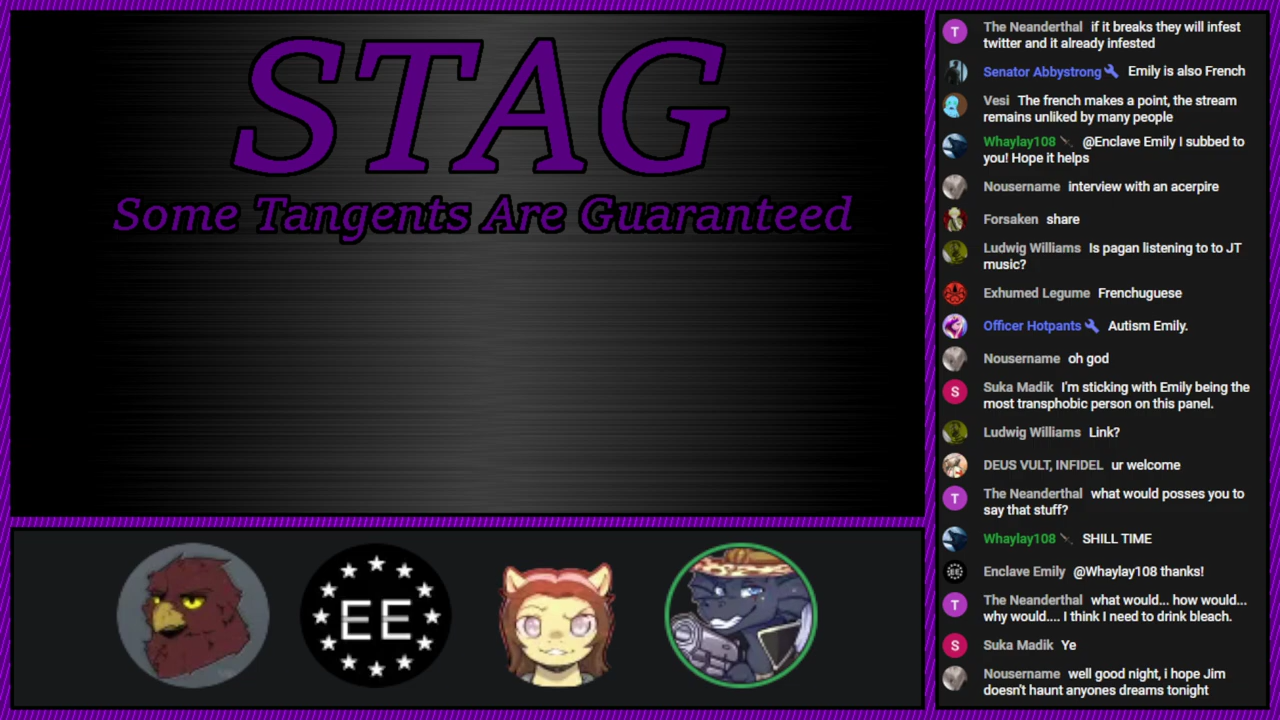 STAG
Some Tangents Are Guaranteed
EE
T
The Neanderthal if it breaks they will infest
twitter and it already infested
Senator Abbystrong Emily is also French
Vesi The french makes a point, the stream
remains unliked by many people
Whaylay108 @Enclave Emily I subbed to
you! Hope it helps
Nousername interview with an acerpire
Forsaken share
Ludwig Williams Is pagan listening to to JT
music?
Exhumed Legume Frenchuguese
Officer Hotpants Autism Emily.
Nousername oh god
S
Suka Madik I'm sticking with Emily being the
most transphobic person on this panel.
Ludwig Williams Link?
DEUS VULT, INFIDEL ur welcome
T
The Neanderthal what would posses you to
say that stuff?
Whaylay108 SHILL TIME
EE
Enclave Emily @Whaylay108 thanks!
T
The Neanderthal what would... how would...
why would.... I think I need to drink bleach.
S
Suka Madik Ye
Nousername well good night, i hope Jim
doesn't haunt anyones dreams tonight